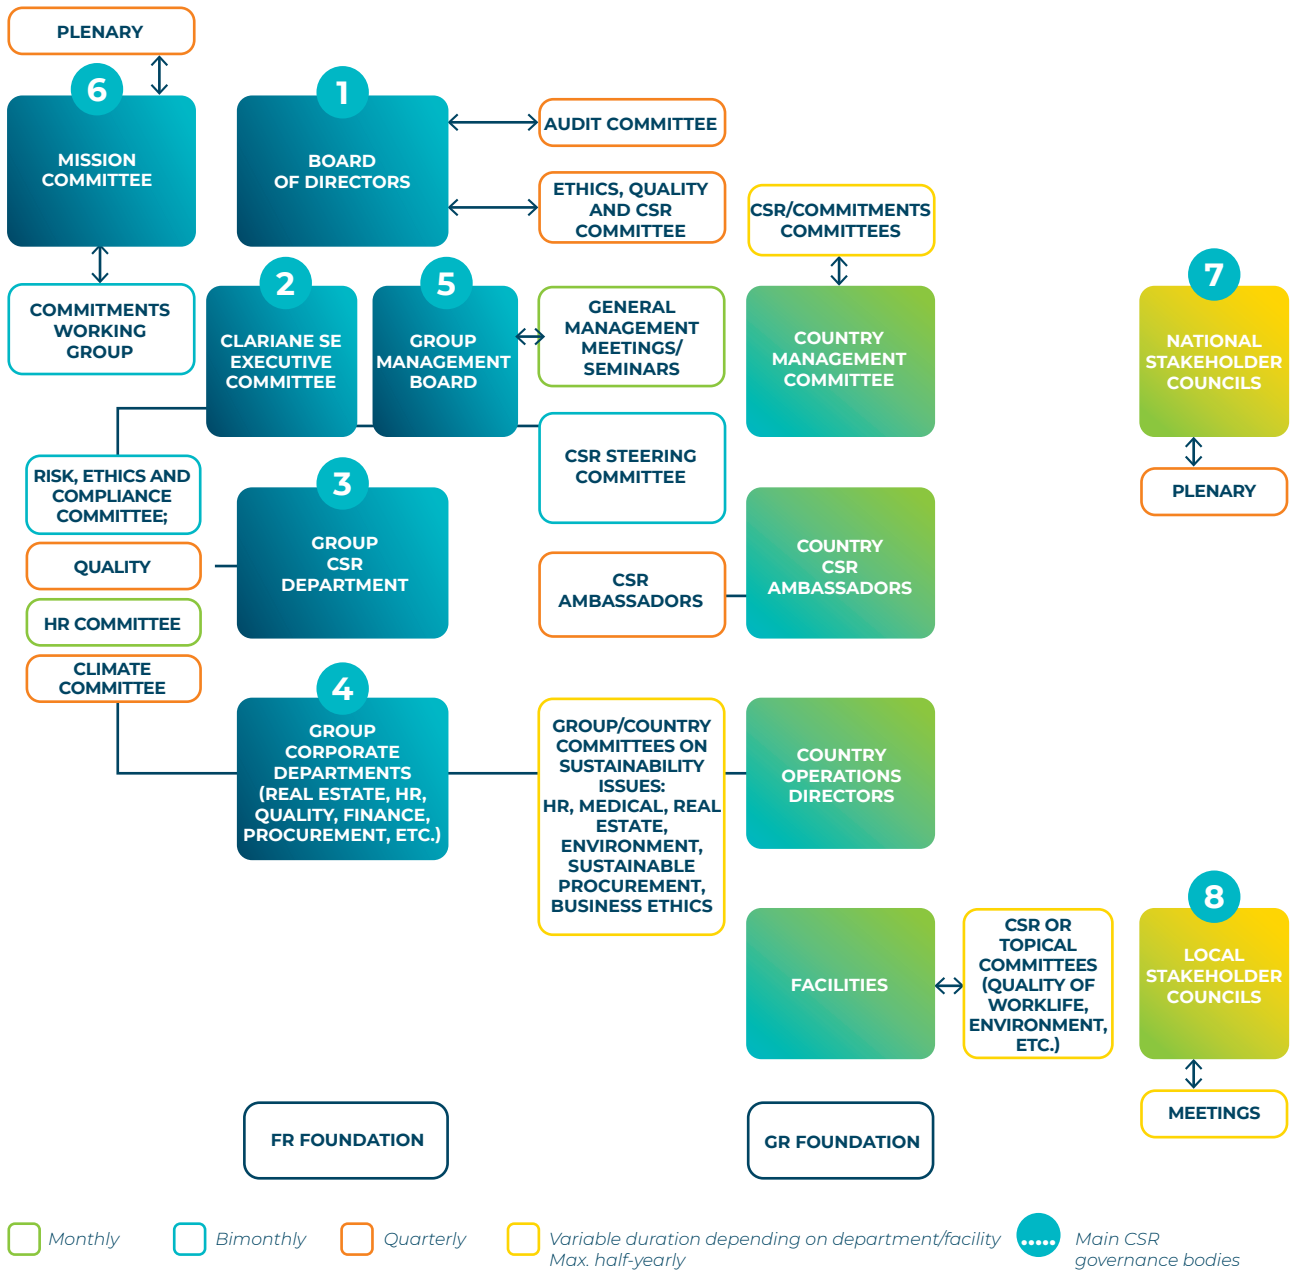 PLENARY
6
MISSION
COMMITTEE
COMMITMENTS
WORKING
GROUP
1
BOARD
OF DIRECTORS
AUDIT COMMITTEE
ETHICS, QUALITY
AND CSR
COMMITTEE
CSR/COMMITMENTS
COMMITTEES
2
CLARIANE SE
EXECUTIVE
COMMITTEE
5
GROUP
MANAGEMENT
BOARD
GENERAL
MANAGEMENT
MEETINGS/
SEMINARS
COUNTRY
MANAGEMENT
COMMITTEE
7
NATIONAL
STAKEHOLDER
COUNCILS
PLENARY
CSR STEERING
COMMITTEE
RISK, ETHICS AND
COMPLIANCE
COMMITTEE;
QUALITY
HR COMMITTEE
CLIMATE
COMMITTEE
3
GROUP
CSR
DEPARTMENT
CSR
AMBASSADORS
COUNTRY
CSR
AMBASSADORS
4
GROUP
CORPORATE
DEPARTMENTS
(REAL ESTATE, HR,
QUALITY, FINANCE,
PROCUREMENT, ETC.)
GROUP/COUNTRY
COMMITTEES ON
SUSTAINABILITY
ISSUES:
HR, MEDICAL, REAL
ESTATE,
ENVIRONMENT,
SUSTAINABLE
PROCUREMENT,
BUSINESS ETHICS
COUNTRY
OPERATIONS
DIRECTORS
FACILITIES
CSR OR
TOPICAL
COMMITTEES
(QUALITY OF
WORKLIFE,
ENVIRONMENT,
ETC.)
8
LOCAL
STAKEHOLDER
COUNCILS
MEETINGS
FR FOUNDATION
GR FOUNDATION
Monthly
Bimonthly
Quarterly
Variable duration depending on department/facility
Max. half-yearly
.....
Main CSR
governance bodies